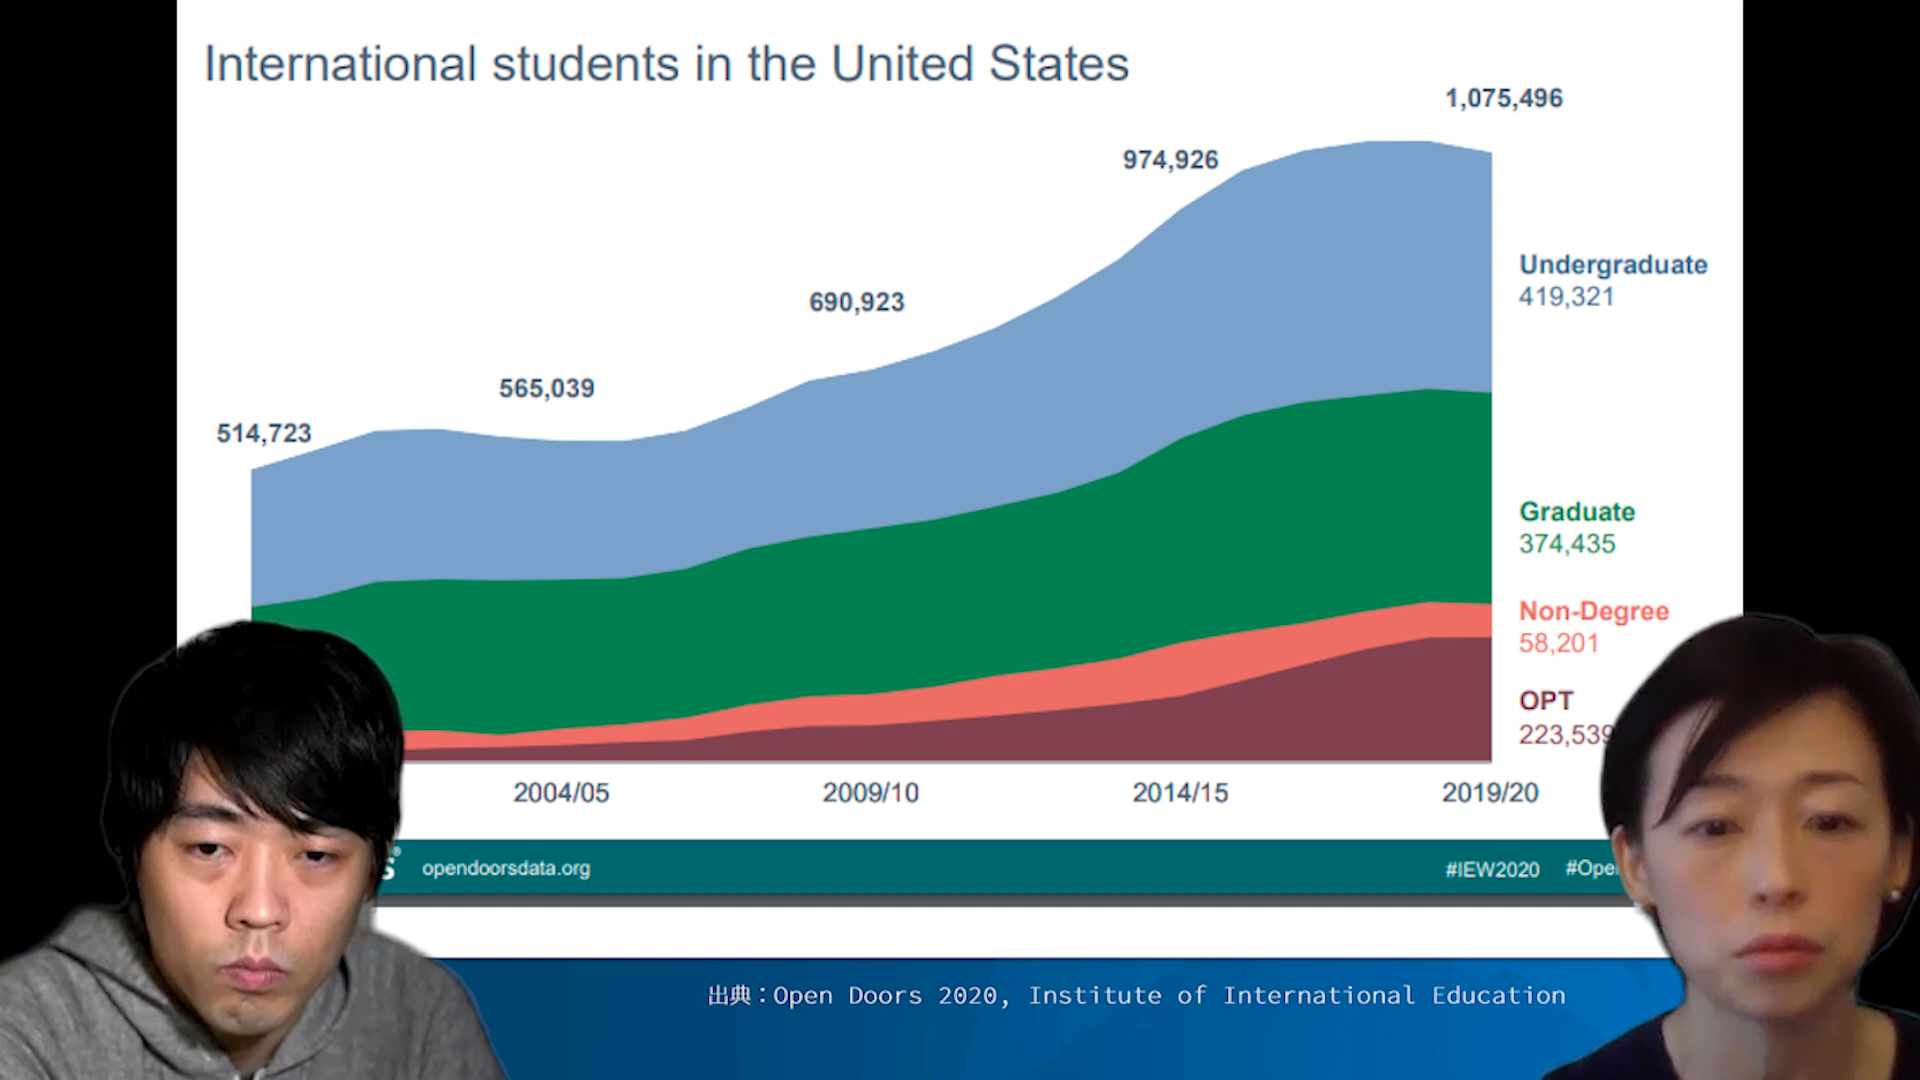 International students in the United States
1,075,496
974,926
690,923
565,039
514,723
Undergraduate
419,321
Graduate
374,435
Non-Degree
58,201
OPT
223,539
2004/05
2009/10
2014/15
2019/20
opendoorsdata.org
#IEW2020
出典：Open Doors 2020, Institute of International Education